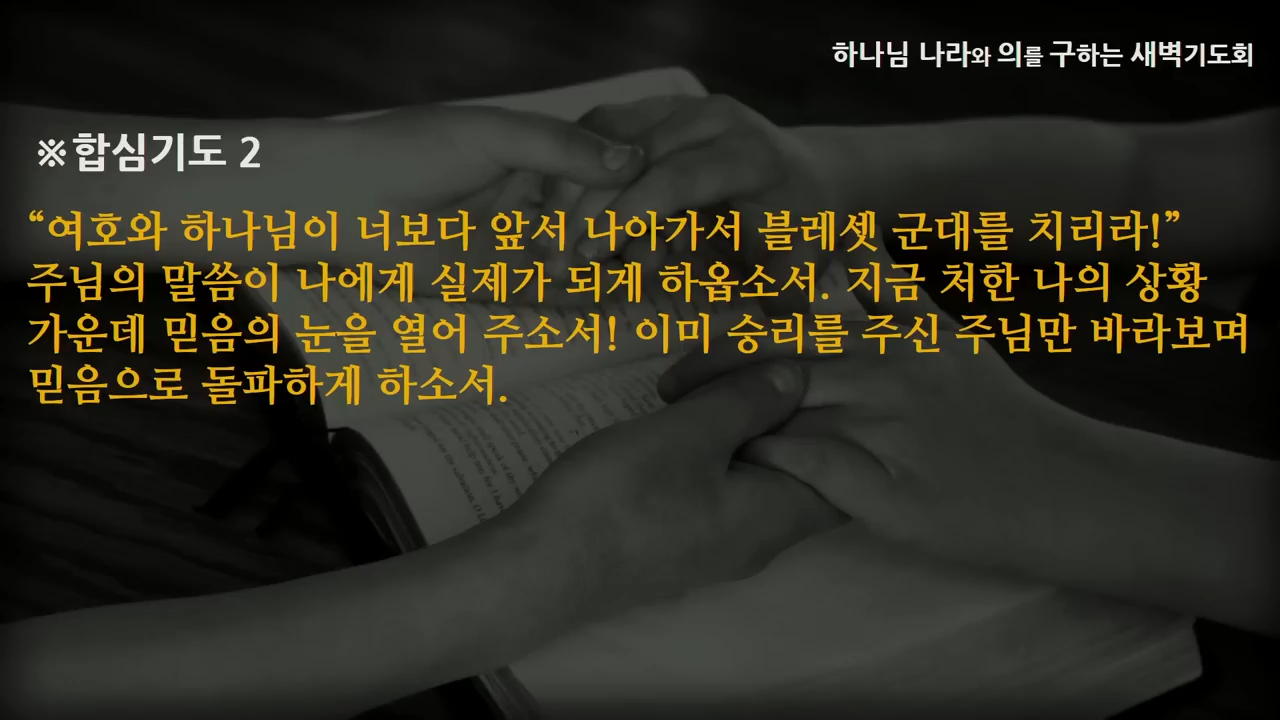 하나님 나라와 의를 구하는 새벽기도회
※합심기도 2
“여호와 하나님이 너보다 앞서 나아가서 블레셋 군대를 치리라!”
주님의 말씀이 나에게 실제가 되게 하옵소서. 지금 처한 나의 상황
가운데 믿음의 눈을 열어 주소서! 이미 승리를 주신 주님만 바라보며
믿음으로 돌파하게 하소서.